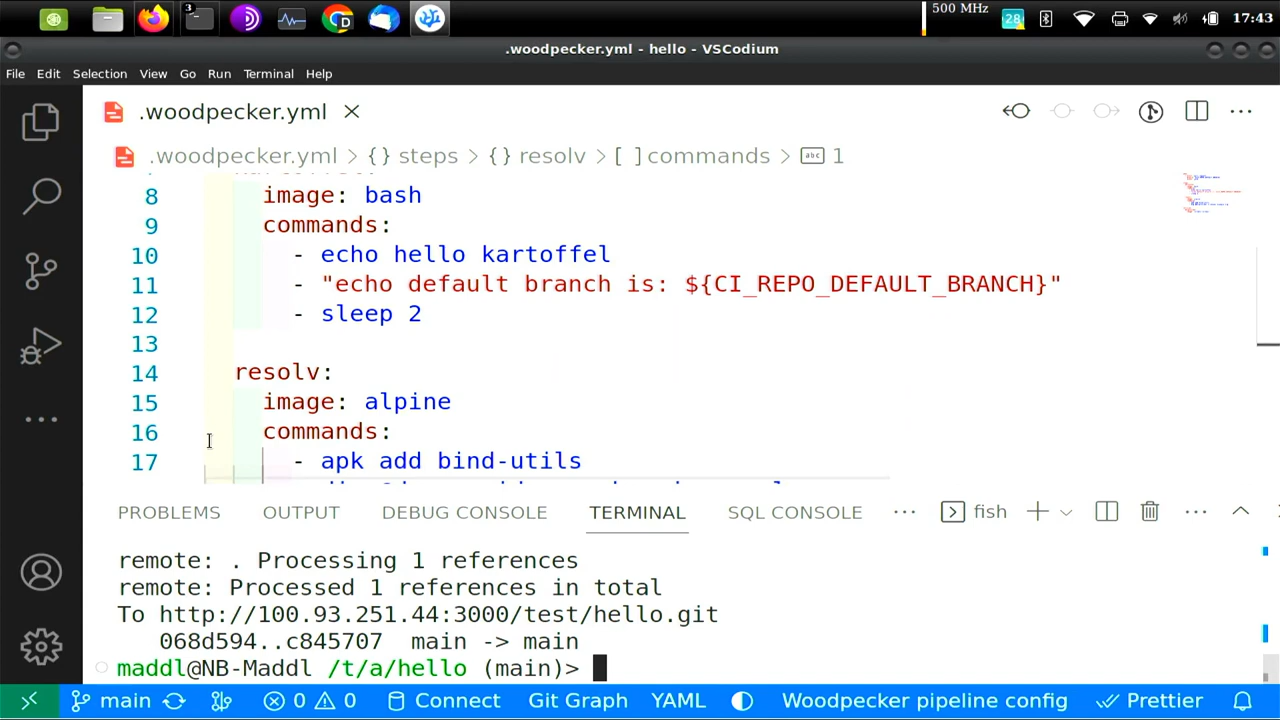 3
500 MHz
28
17:43
.woodpecker.yml - hello - VSCodium
File Edit Selection View Go Run Terminal Help
.woodpecker.yml
.woodpecker.yml > {} steps > {} resolv > [ ] commands > abc 1
8 image: bash
9 commands:
10 - echo hello kartoffel
11 - "echo default branch is: ${CI_REPO_DEFAULT_BRANCH}"
12 - sleep 2
13
14 resolv:
15 image: alpine
16 commands:
17 - apk add bind-utils
PROBLEMS OUTPUT DEBUG CONSOLE TERMINAL SQL CONSOLE ··· fish
remote: . Processing 1 references
remote: Processed 1 references in total
To http://100.93.251.44:3000/test/hello.git
068d594..c845707 main -> main
maddl@NB-Maddl /t/a/hello (main)>
main 0 0 Connect Git Graph YAML Woodpecker pipeline config Prettier